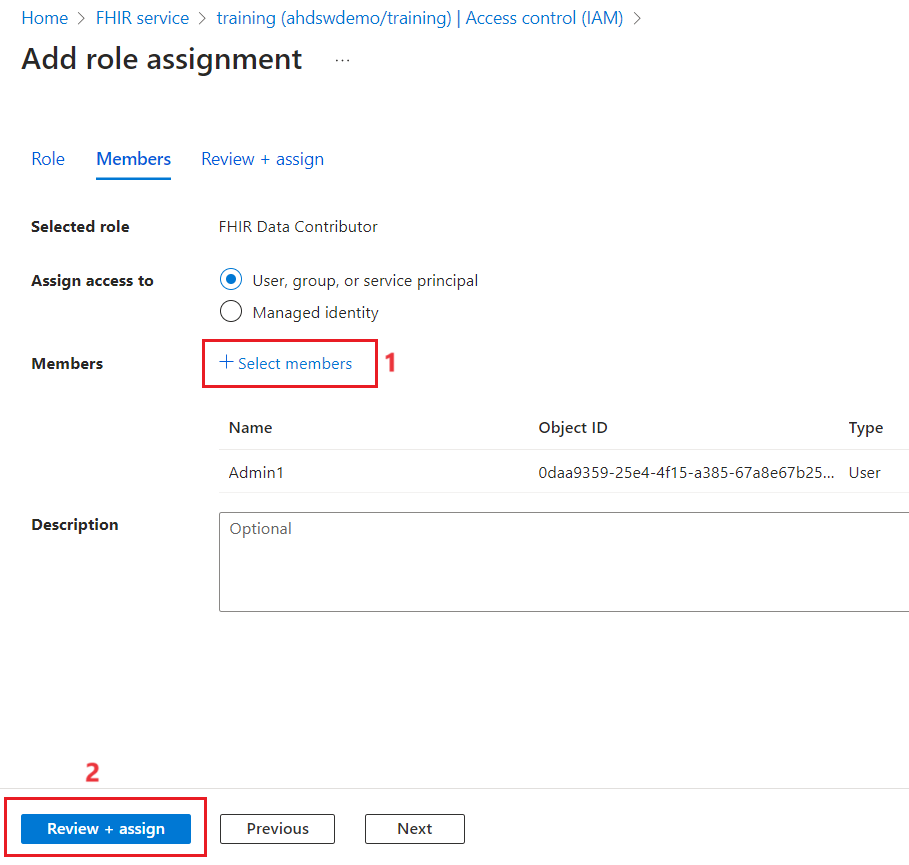 Home > FHIR service > training (ahdswdemo/training) | Access control (IAM) >
Add role assignment ...
Role Members Review + assign
Selected role FHIR Data Contributor
Assign access to User, group, or service principal
Managed identity
Members + Select members 1
Name Object ID Type
Admin1 0daa9359-25e4-4f15-a385-67a8e67b25... User
Description Optional
2
Review + assign Previous Next